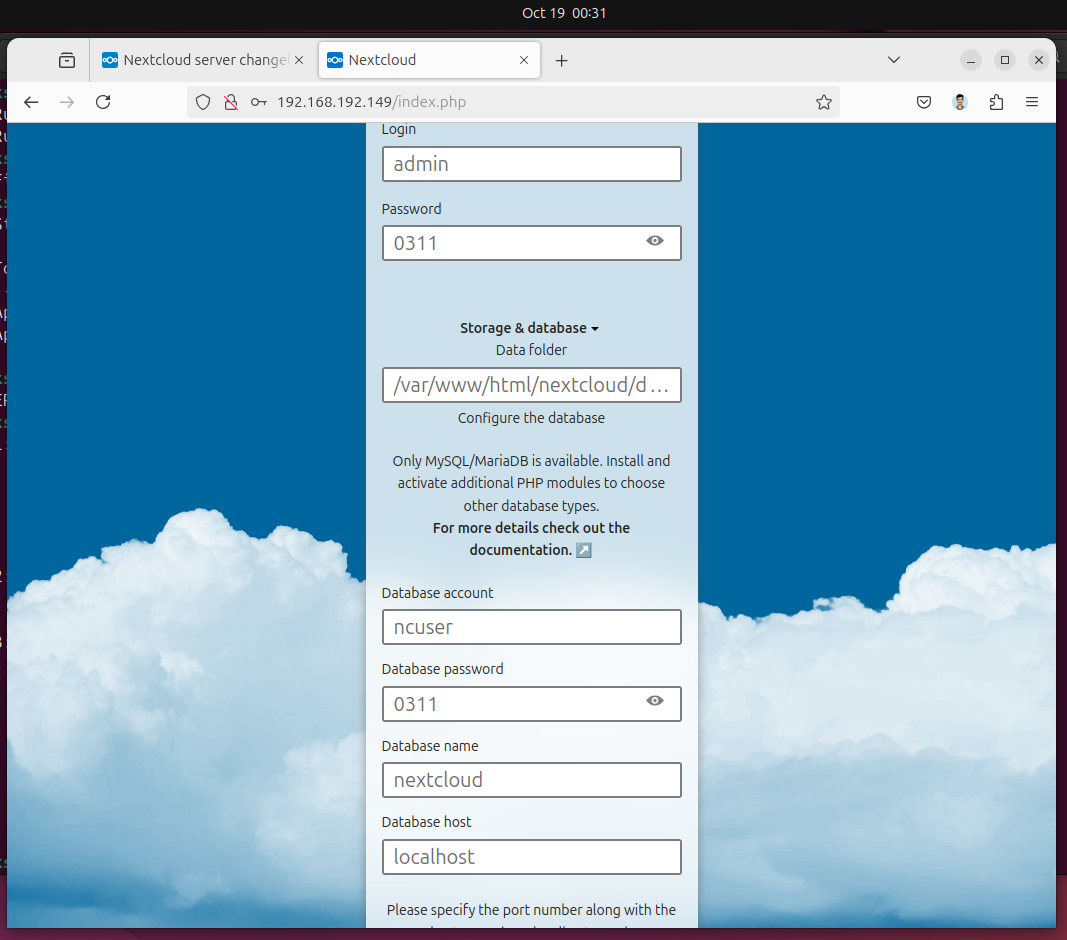 Oct 19 00:31
Nextcloud server change
Nextcloud
192.168.192.149/index.php
Login
admin
Password
0311
Storage & database
Data folder
/var/www/html/nextcloud/d...
Configure the database
Only MySQL/MariaDB is available. Install and
activate additional PHP modules to choose
other database types.
For more details check out the
documentation.
Database account
ncuser
Database password
0311
Database name
nextcloud
Database host
localhost
Please specify the port number along with the